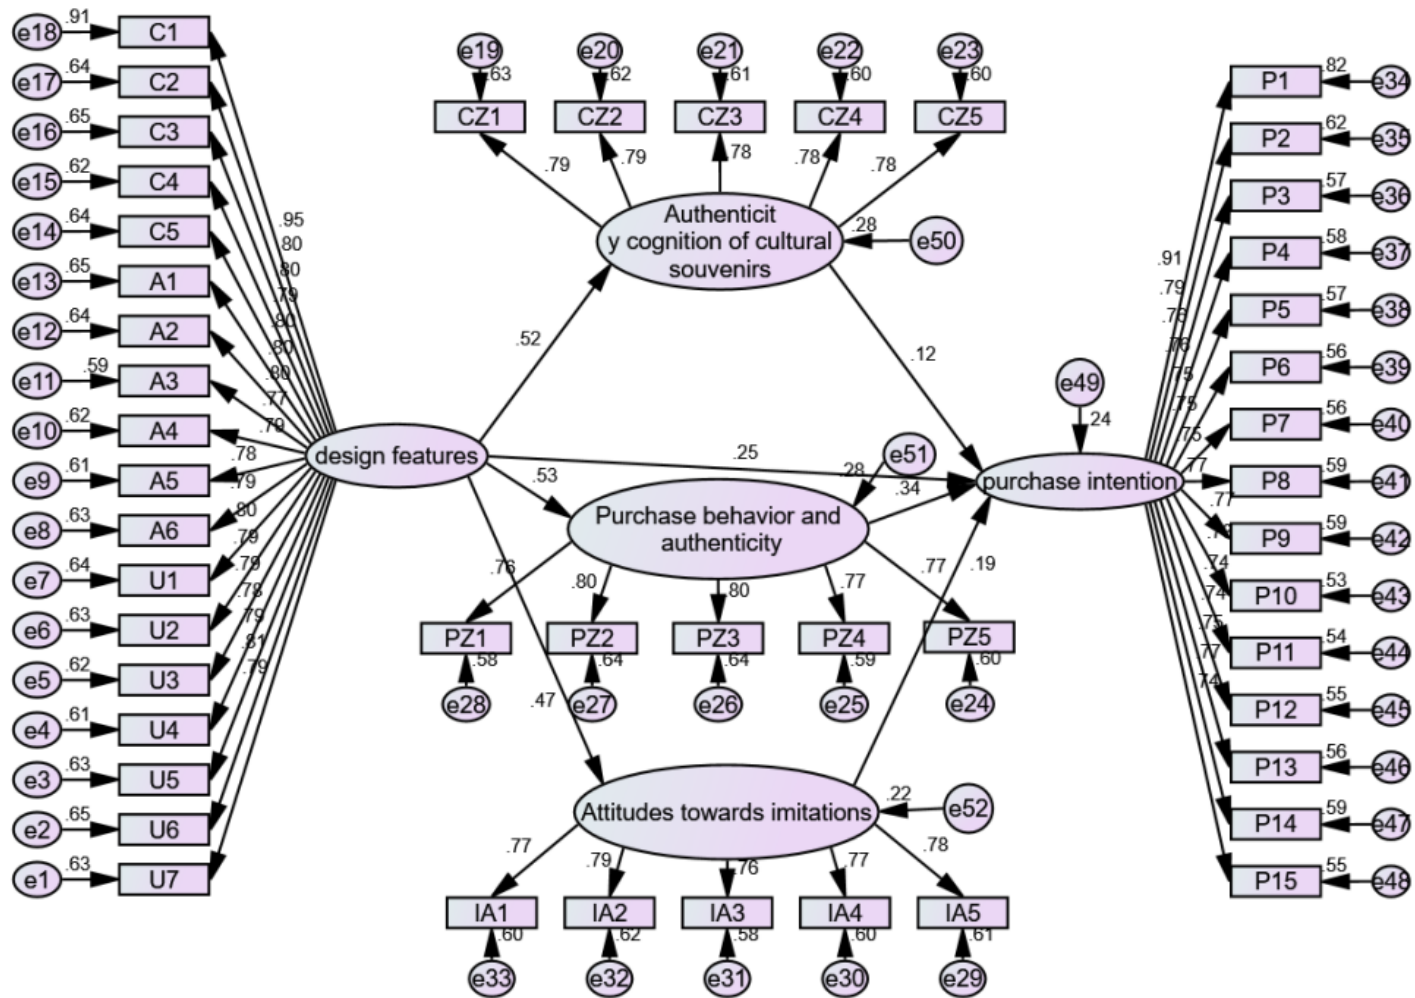 e18 .91 C1
e17 .64 C2
e16 .65 C3
e15 .62 C4
e14 .64 C5
e13 .65 A1
e12 .64 A2
e11 .59 A3
e10 .62 A4
e9 .61 A5
e8 .63 A6
e7 .64 U1
e6 .63 U2
e5 .62 U3
e4 .61 U4
e3 .63 U5
e2 .65 U6
e1 .63 U7
.95
.80
.80
.79
.80
.80
.80
.77
.79
.78
.79
.80
.79
.79
.78
.79
.81
.79
design features
e19 e20 e21 e22 e23
.63 .62 .61 .60 .60
CZ1 CZ2 CZ3 CZ4 CZ5
.79 .79 .78 .78 .78
Authenticit
y cognition of cultural
souvenirs
.28 e50
.52
.12
.25
.53
.47
.28 e51
.34
.19
Purchase behavior and
authenticity
.76 .80 .80 .77 .77
PZ1 PZ2 PZ3 PZ4 PZ5
.58 .64 .64 .59 .60
e28 e27 e26 e25 e24
Attitudes towards imitations
.22 e52
.77 .79 .76 .77 .78
IA1 IA2 IA3 IA4 IA5
.60 .62 .58 .60 .61
e33 e32 e31 e30 e29
e49
.24
purchase intention
.91
.79
.76
.76
.75
.75
.75
.77
.77
.74
.74
.75
.77
.74
P1 .82 e34
P2 .62 e35
P3 .57 e36
P4 .58 e37
P5 .57 e38
P6 .56 e39
P7 .56 e40
P8 .59 e41
P9 .59 e42
P10 .53 e43
P11 .54 e44
P12 .55 e45
P13 .56 e46
P14 .59 e47
P15 .55 e48